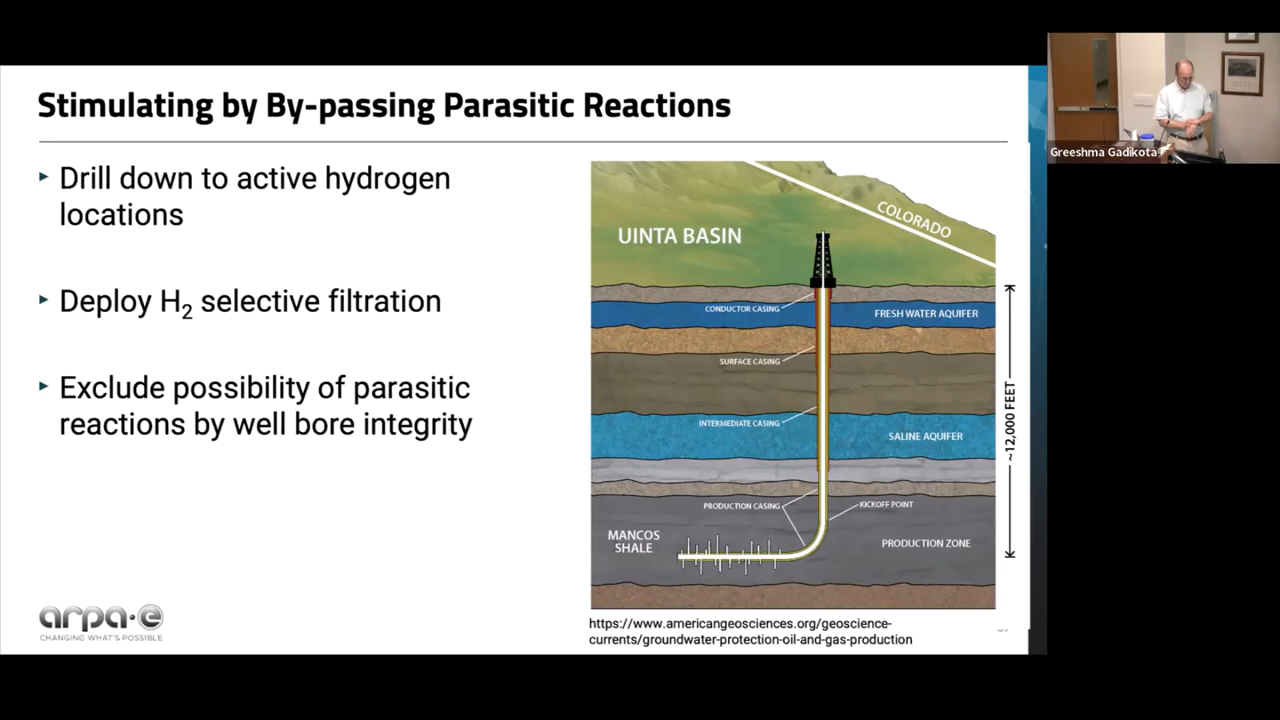 Stimulating by By-passing Parasitic Reactions
Drill down to active hydrogen
locations
Deploy H₂ selective filtration
Exclude possibility of parasitic
reactions by well bore integrity
UINTA BASIN
COLORADO
CONDUCTOR CASING
FRESH WATER AQUIFER
SURFACE CASING
INTERMEDIATE CASING
SALINE AQUIFER
~12,000 FEET
PRODUCTION CASING
KICKOFF POINT
MANCOS
SHALE
PRODUCTION ZONE
https://www.americangeosciences.org/geoscience-
currents/groundwater-protection-oil-and-gas-production
arpa·e
CHANGING WHAT'S POSSIBLE
Greeshma Gadikota